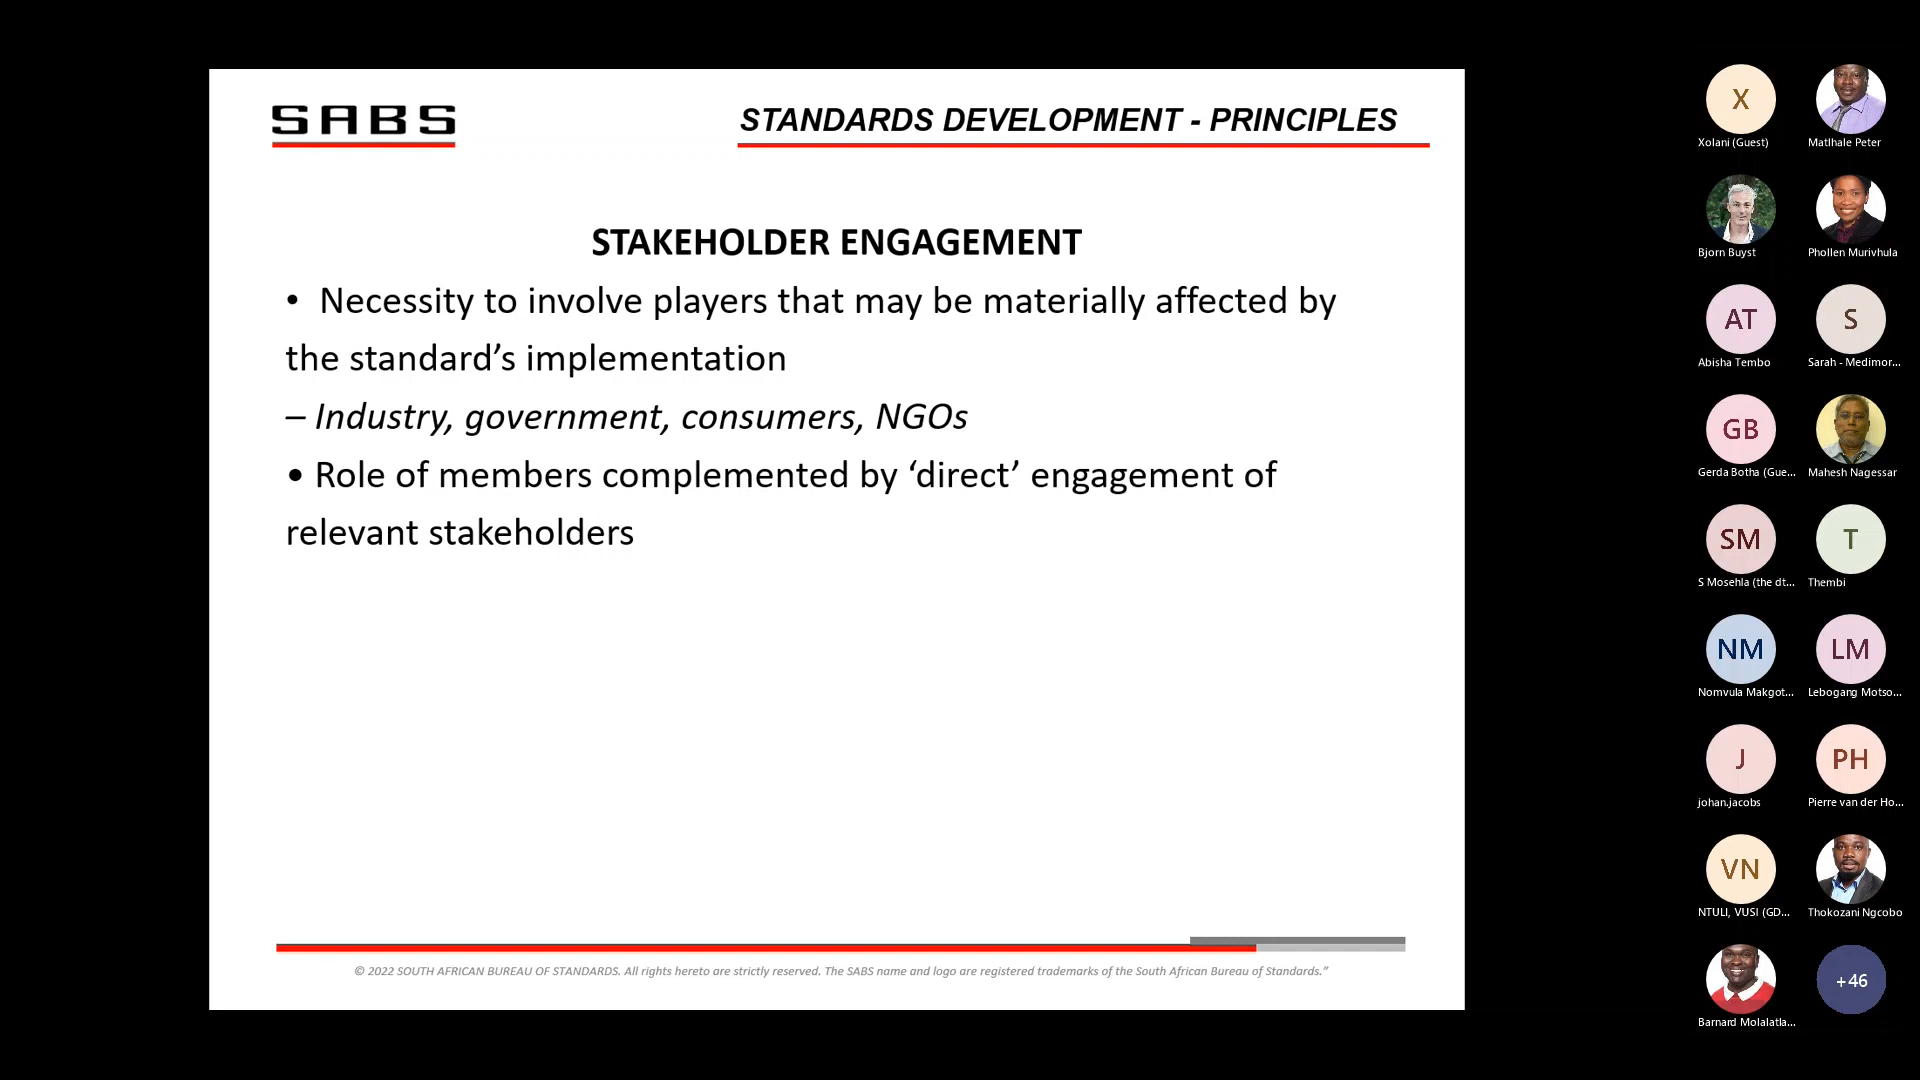 SABS
STANDARDS DEVELOPMENT - PRINCIPLES
STAKEHOLDER ENGAGEMENT
• Necessity to involve players that may be materially affected by
the standard’s implementation
– Industry, government, consumers, NGOs
• Role of members complemented by ‘direct’ engagement of
relevant stakeholders
© 2022 SOUTH AFRICAN BUREAU OF STANDARDS. All rights hereto are strictly reserved. The SABS name and logo are registered trademarks of the South African Bureau of Standards.”
X
Xolani (Guest)
Matlhale Peter
Bjorn Buyst
Phollen Murivhula
AT
Abisha Tembo
S
Sarah - Medimor...
GB
Gerda Botha (Gue...
Mahesh Nagessar
SM
S Mosehla (the dt...
T
Thembi
NM
Nomvula Makgot...
LM
Lebogang Motso...
J
johan.jacobs
PH
Pierre van der Ho...
VN
NTULI, VUSI (GD...
Thokozani Ngcobo
Barnard Molalatla...
+46